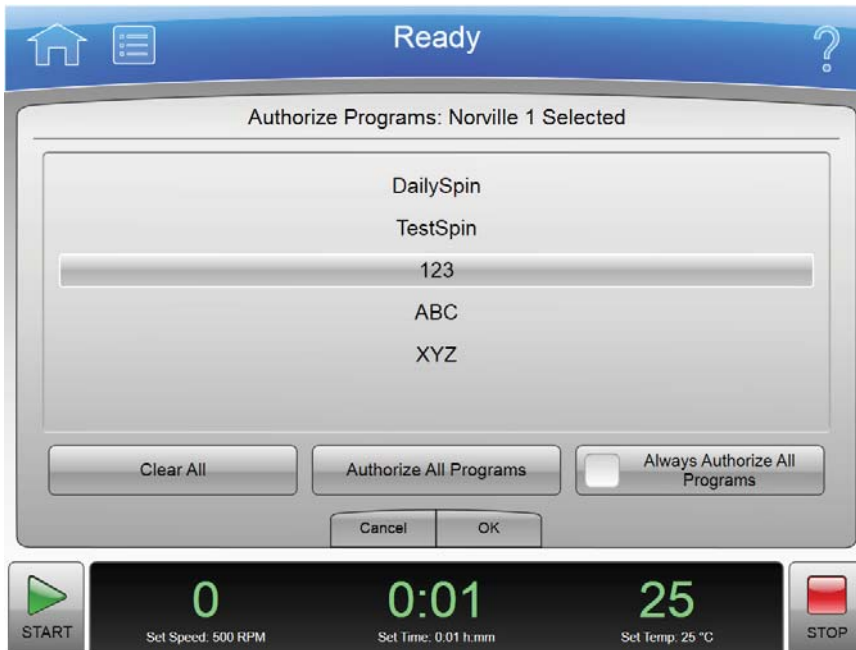 Ready
Authorize Programs: Norville 1 Selected
DailySpin
TestSpin
123
ABC
XYZ
Clear All
Authorize All Programs
Always Authorize All
Programs
Cancel
OK
START
0
0:01
25
Set Speed: 500 RPM
Set Time: 0:01 h:mm
Set Temp: 25 °C
STOP